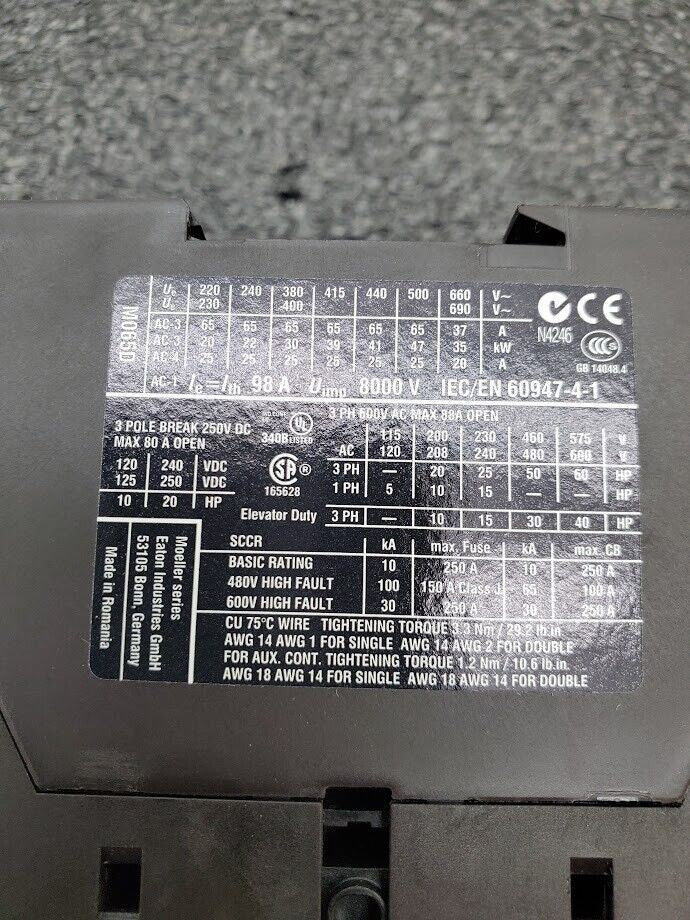 M065D
Ue 220 240 380 415 440 500 660 V~
Ue 230 400 690 V~
AC-3 65 65 65 65 65 65 37 A
AC-3 20 22 30 39 41 47 35 kW
AC-4 25 25 25 25 25 25 20 A
AC-1 Ie = Ith 98 A Uimp 8000 V IEC/EN 60947-4-1
CE
N4246
CCC
GB 14048.4
3 POLE BREAK 250V DC
MAX 80 A OPEN
120 240 VDC
125 250 VDC
10 20 HP
UL
340B LISTED
SA ®
165628
3 PH 600V AC MAX 88A OPEN
115 200 230 460 575 V
AC 120 208 240 480 600 V
3 PH — 20 25 50 60 HP
1 PH 5 10 15 — — HP
Elevator Duty 3 PH — 10 15 30 40 HP
SCCR kA max. Fuse kA max. CB
BASIC RATING 10 250 A 10 250 A
480V HIGH FAULT 100 150 A Class J 65 100 A
600V HIGH FAULT 30 250 A 30 250 A
CU 75°C WIRE TIGHTENING TORQUE 3.3 Nm / 29.2 lb.in
AWG 14 AWG 1 FOR SINGLE AWG 14 AWG 2 FOR DOUBLE
FOR AUX. CONT. TIGHTENING TORQUE 1.2 Nm / 10.6 lb.in
AWG 18 AWG 14 FOR SINGLE AWG 18 AWG 14 FOR DOUBLE
Moeller series
Eaton Industries GmbH
53105 Bonn, Germany
Made in Romania